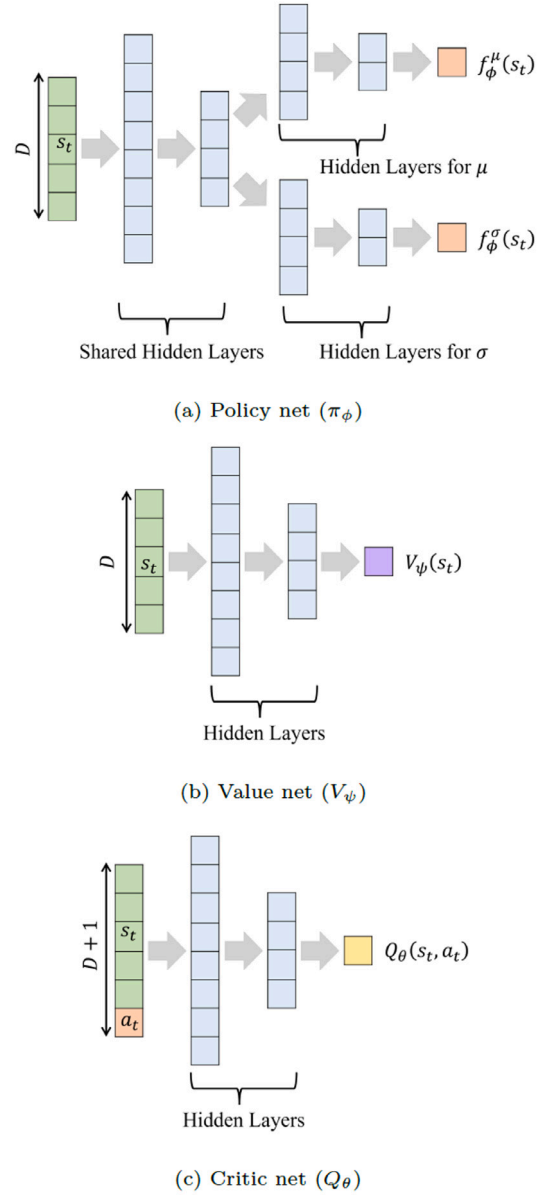 D
s_t
f_ϕ^μ(s_t)
Hidden Layers for μ
f_ϕ^σ(s_t)
Shared Hidden Layers
Hidden Layers for σ
(a) Policy net (π_ϕ)
D
s_t
V_ψ(s_t)
Hidden Layers
(b) Value net (V_ψ)
D + 1
s_t
a_t
Q_θ(s_t, a_t)
Hidden Layers
(c) Critic net (Q_θ)